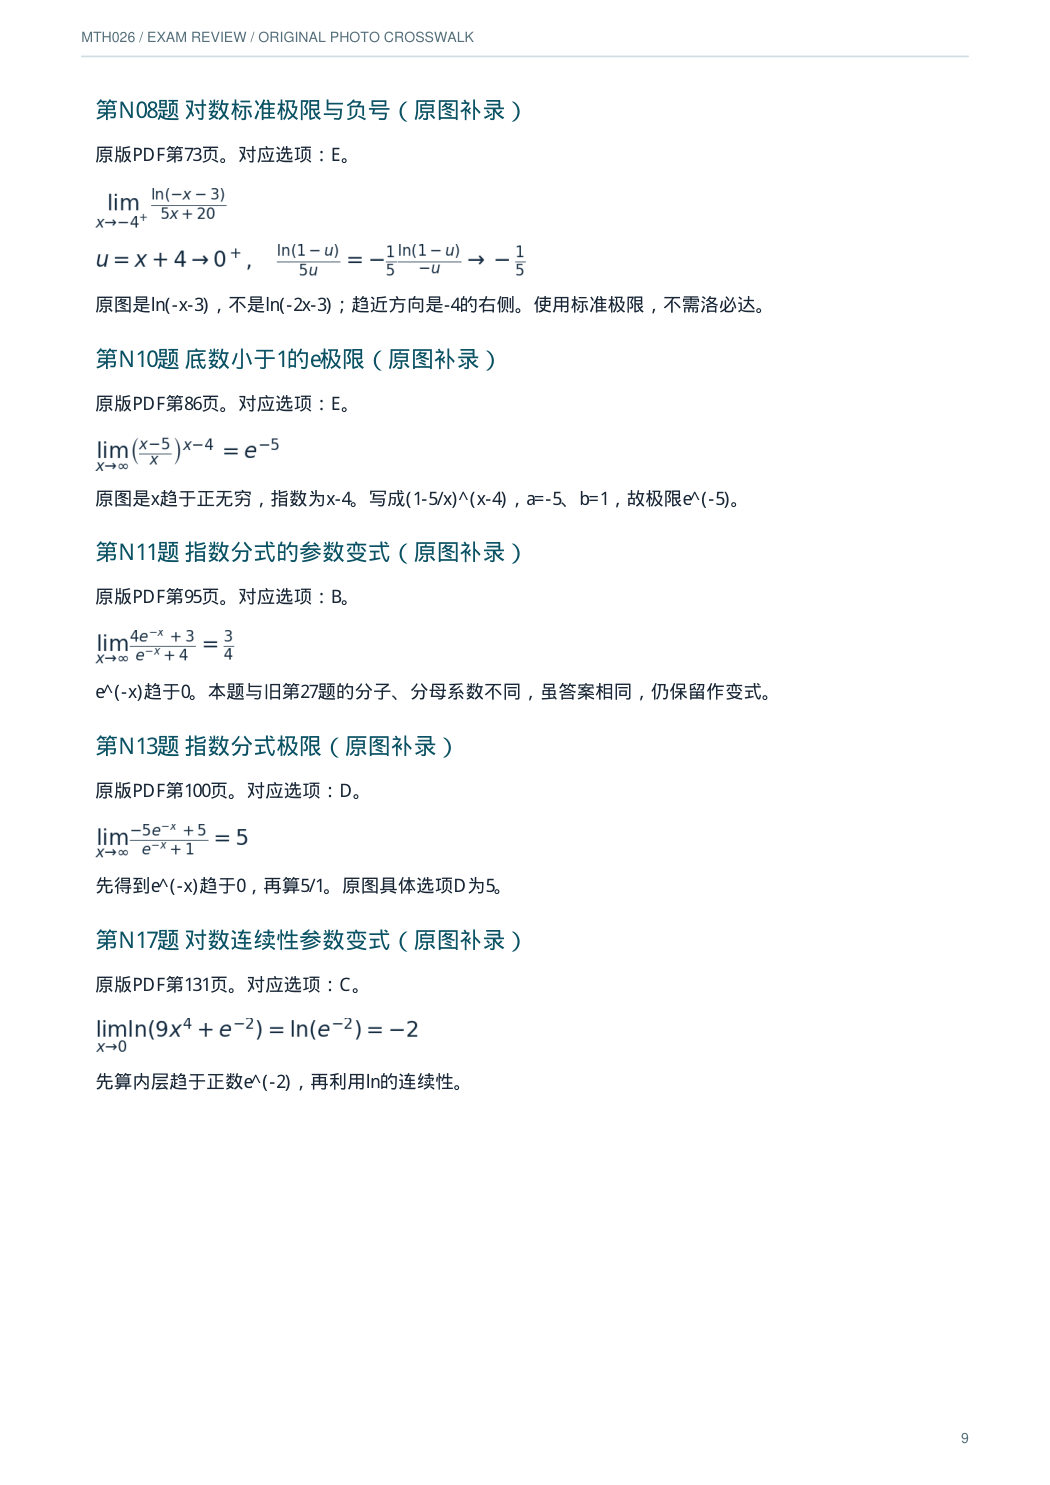 MTH026 / EXAM REVIEW / ORIGINAL PHOTO CROSSWALK
第N08题 对数标准极限与负号（原图补录）
原版PDF第73页。对应选项：E。
lim x→−4⁺ ln(−x − 3) / 5x + 20
u = x + 4 → 0⁺, ln(1 − u) / 5u = − 1/5 ln(1 − u) / −u → − 1/5
原图是ln(-x-3)，不是ln(-2x-3)；趋近方向是-4的右侧。使用标准极限，不需洛必达。
第N10题 底数小于1的e极限（原图补录）
原版PDF第86页。对应选项：E。
lim x→∞ (x−5 / x)^x−4 = e⁻⁵
原图是x趋于正无穷，指数为x-4。写成(1-5/x)^(x-4)，a=-5、b=1，故极限e^(-5)。
第N11题 指数分式的参数变式（原图补录）
原版PDF第95页。对应选项：B。
lim x→∞ 4e⁻ˣ + 3 / e⁻ˣ + 4 = 3/4
e^(-x)趋于0。本题与旧第27题的分子、分母系数不同，虽答案相同，仍保留作变式。
第N13题 指数分式极限（原图补录）
原版PDF第100页。对应选项：D。
lim x→∞ −5e⁻ˣ + 5 / e⁻ˣ + 1 = 5
先得到e^(-x)趋于0，再算5/1。原图具体选项D为5。
第N17题 对数连续性参数变式（原图补录）
原版PDF第131页。对应选项：C。
lim x→0 ln(9x⁴ + e⁻²) = ln(e⁻²) = −2
先算内层趋于正数e^(-2)，再利用ln的连续性。
9